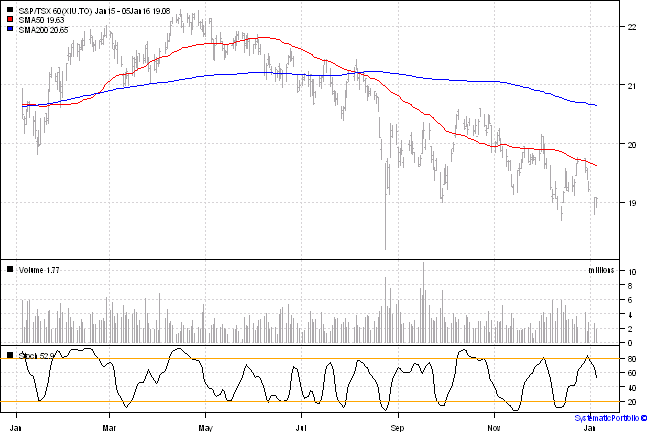 S&P/TSX 60(XIU.TO) Jan15 - 05Jan16 19.08
SMA50 19.63
SMA200 20.65
22
21
20
19
Volume 1.77
millions
10
8
6
4
2
0
Stoch 52.9
80
60
40
20
Jan
Mar
May
Jul
Sep
Nov
Jan
SystematicPortfolio ©